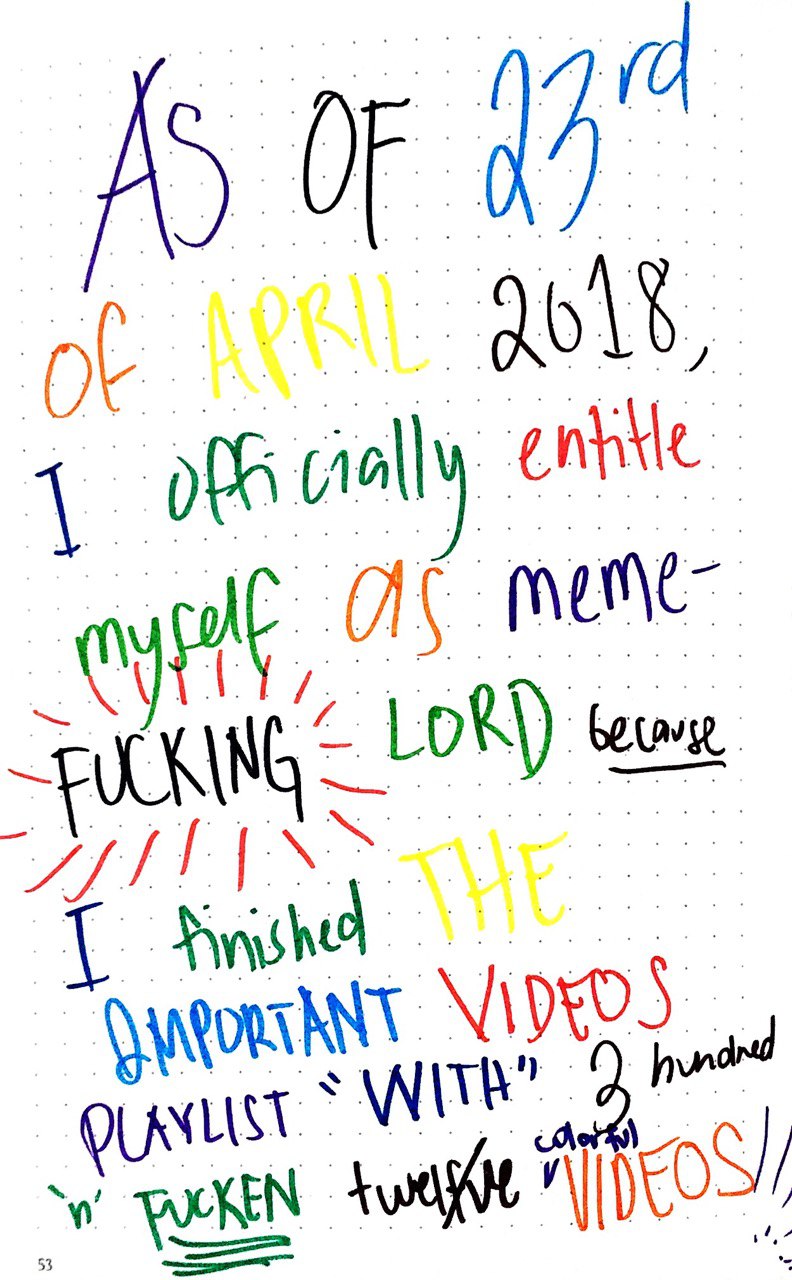 AS OF 23rd
of APRIL 2018,
I officially entitle
myself as meme-
FUCKING LORD because
I finished THE
IMPORTANT VIDEOS
PLAYLIST "WITH" 3 hundred
colorful
'n' FUCKEN twelve VIDEOS!!
53